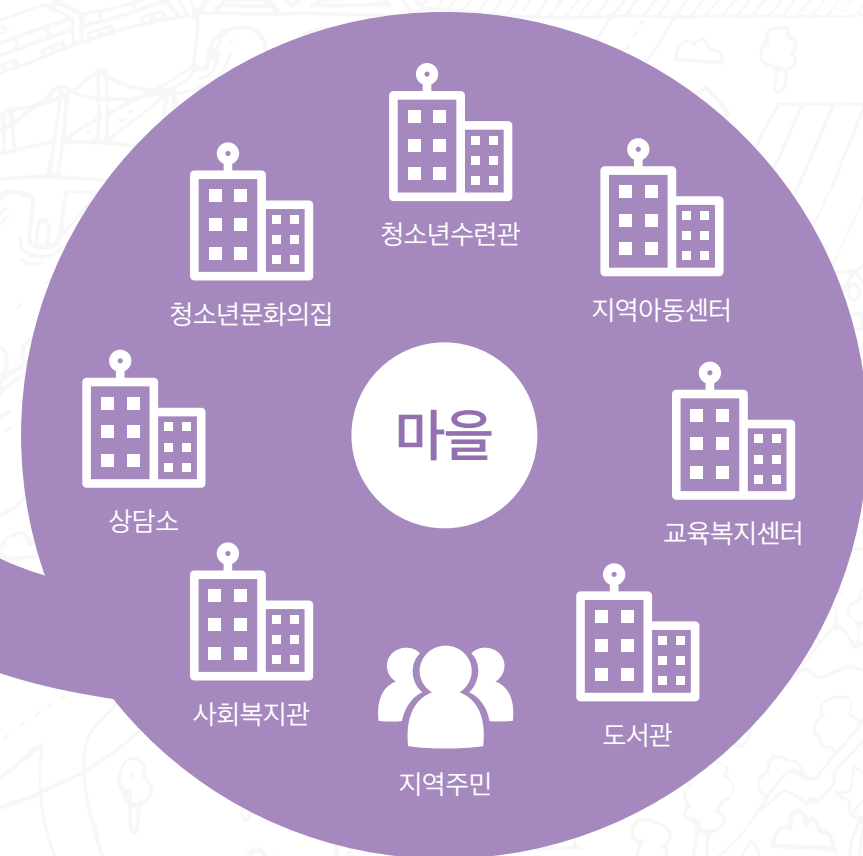 청소년수련관
청소년문화의집
지역아동센터
마을
상담소
교육복지센터
사회복지관
도서관
지역주민